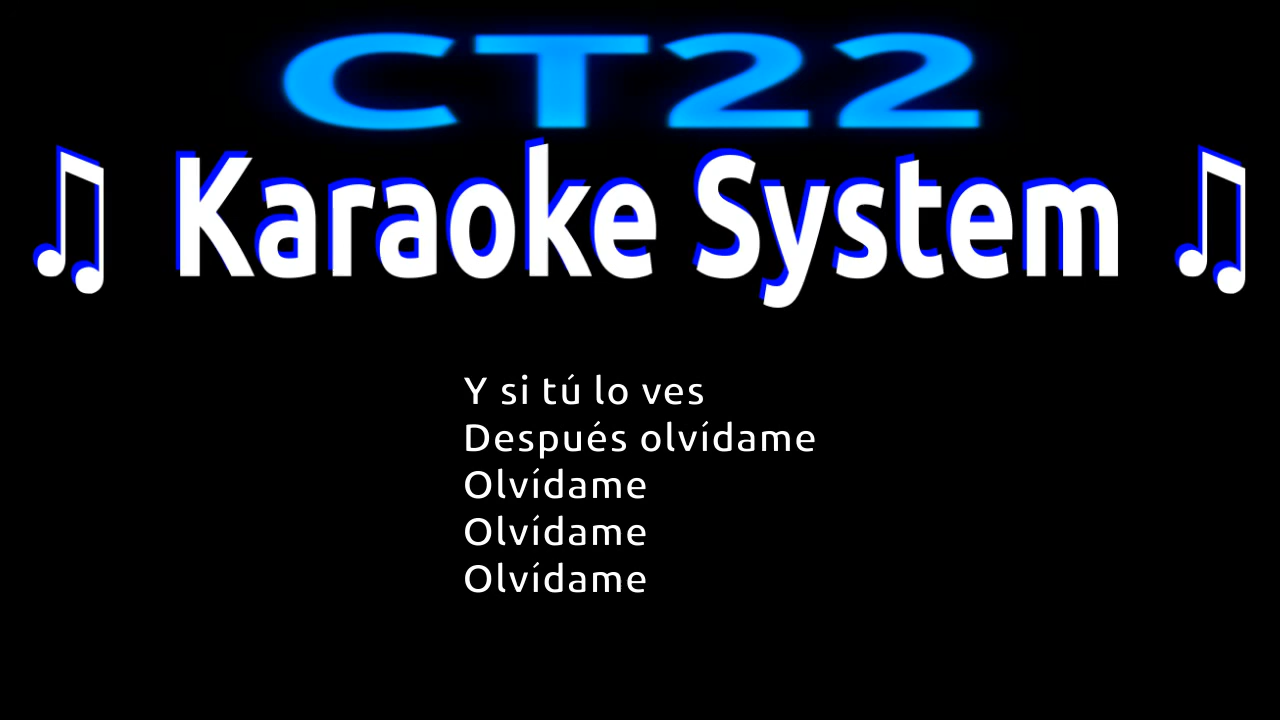 CT22
♫ Karaoke System ♫
Y si tú lo ves
Después olvídame
Olvídame
Olvídame
Olvídame